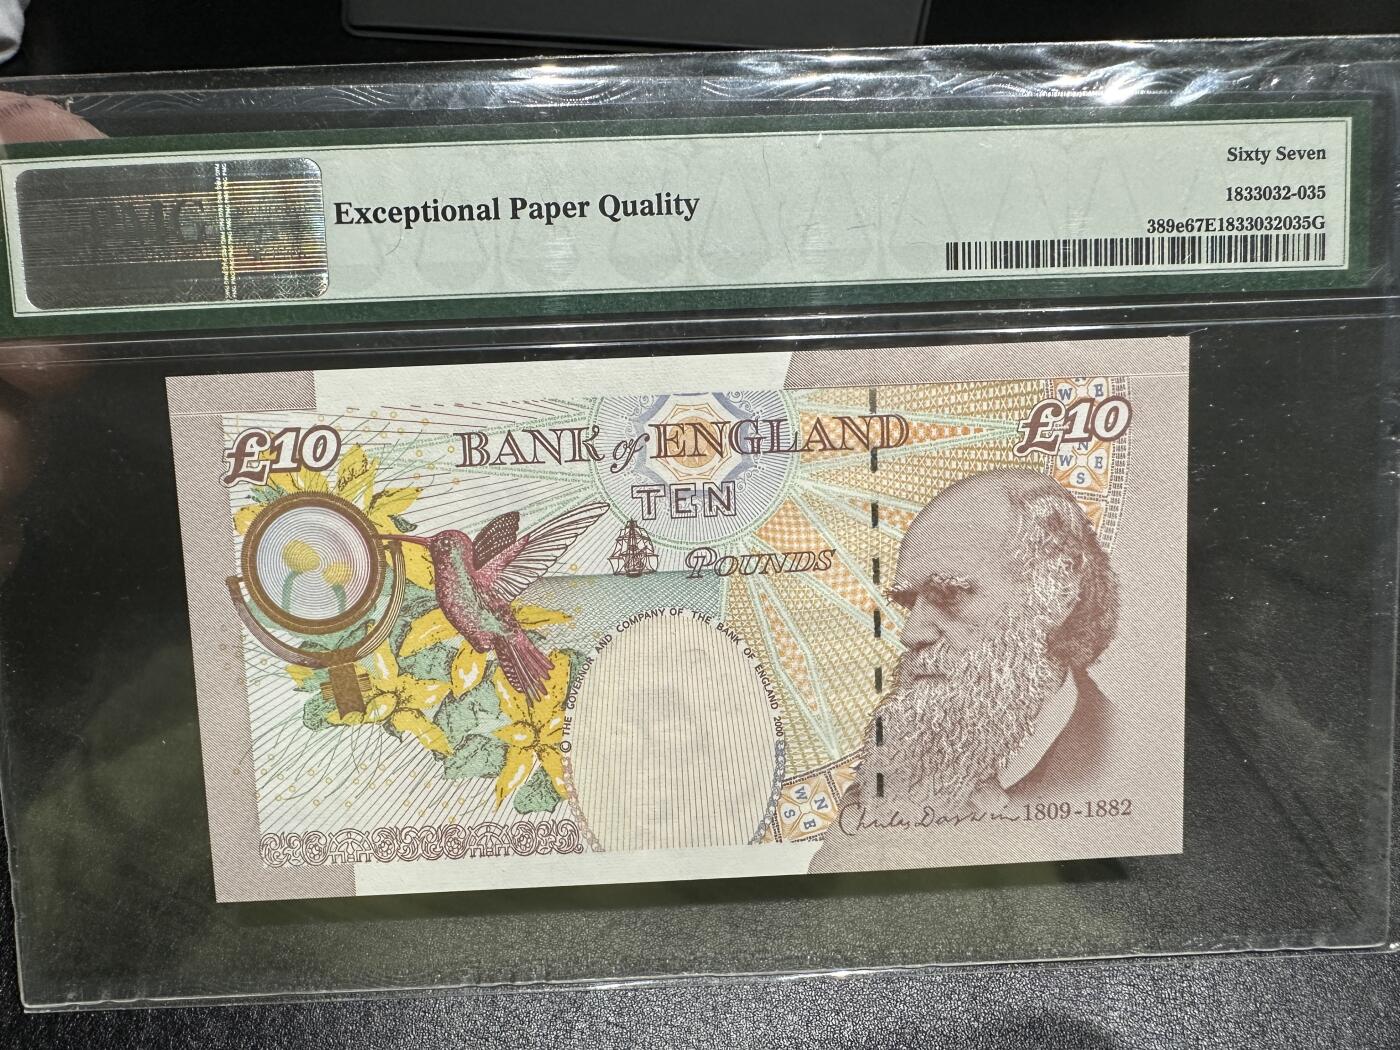 Sixty Seven
1833032-035
Exceptional Paper Quality
389e67E1833032035G
£10
BANK of ENGLAND
£10
W E
N
W E
S
TEN
POUNDS
© THE GOVERNOR AND COMPANY OF THE BANK OF ENGLAND 2000
W N
S E
Charles Darwin 1809-1882